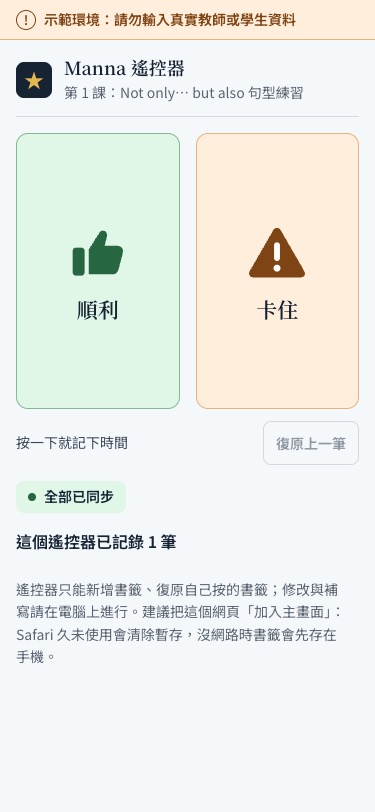 示範環境：請勿輸入真實教師或學生資料
Manna 遙控器
第 1 課：Not only⋯ but also 句型練習
順利
卡住
按一下就記下時間
復原上一筆
全部已同步
這個遙控器已記錄 1 筆
遙控器只能新增書籤、復原自己按的書籤；修改與補
寫請在電腦上進行。建議把這個網頁「加入主畫面」：
Safari 久未使用會清除暫存，沒網路時書籤會先存在
手機。